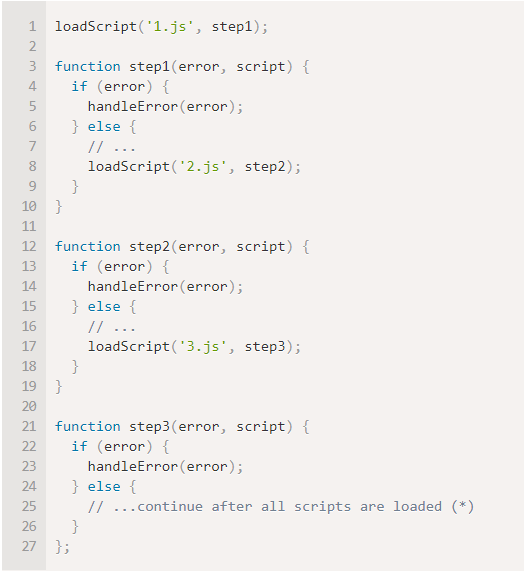 1 loadScript('1.js', step1);
2
3 function step1(error, script) {
4   if (error) {
5     handleError(error);
6   } else {
7     // ...
8     loadScript('2.js', step2);
9   }
10 }
11
12 function step2(error, script) {
13   if (error) {
14     handleError(error);
15   } else {
16     // ...
17     loadScript('3.js', step3);
18   }
19 }
20
21 function step3(error, script) {
22   if (error) {
23     handleError(error);
24   } else {
25     // ...continue after all scripts are loaded (*)
26   }
27 };